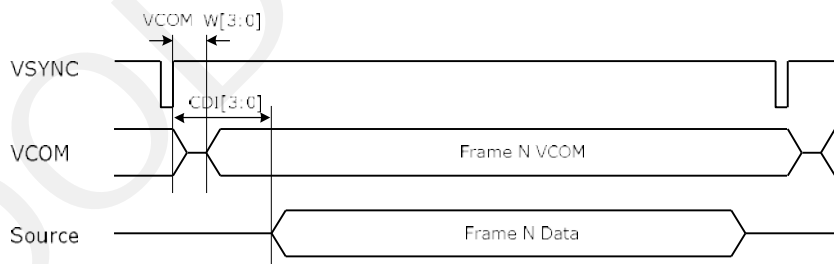 VCOM W[3:0]
VSYNC
CDI[3:0]
VCOM
Frame N VCOM
Source
Frame N Data